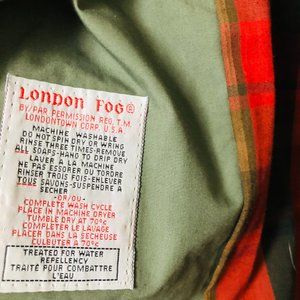 LONDON FOG®
BY/PAR PERMISSION REG. T.M.
LONDONTOWN CORP. U.S.A.
MACHINE WASHABLE
DO NOT SPIN DRY OR WRING
RINSE THREE TIMES-REMOVE
ALL SOAPS-HAND TO DRIP DRY
LAVER A LA MACHINE
NE PAS ESSORER OU TORDRE
RINSER TROIS FOIS-ENLEVER
TOUS SAVONS-SUSPENDRE A
SECHER
-OR/OU-
COMPLETE WASH CYCLE
PLACE IN MACHINE DRYER
TUMBLE DRY AT 70°C
COMPLETER LE LAVAGE
PLACER DANS LA SECHEUSE
CULBUTER A 70°C
TREATED FOR WATER
REPELLENCY
TRAITÉ POUR COMBATTRE
L'EAU